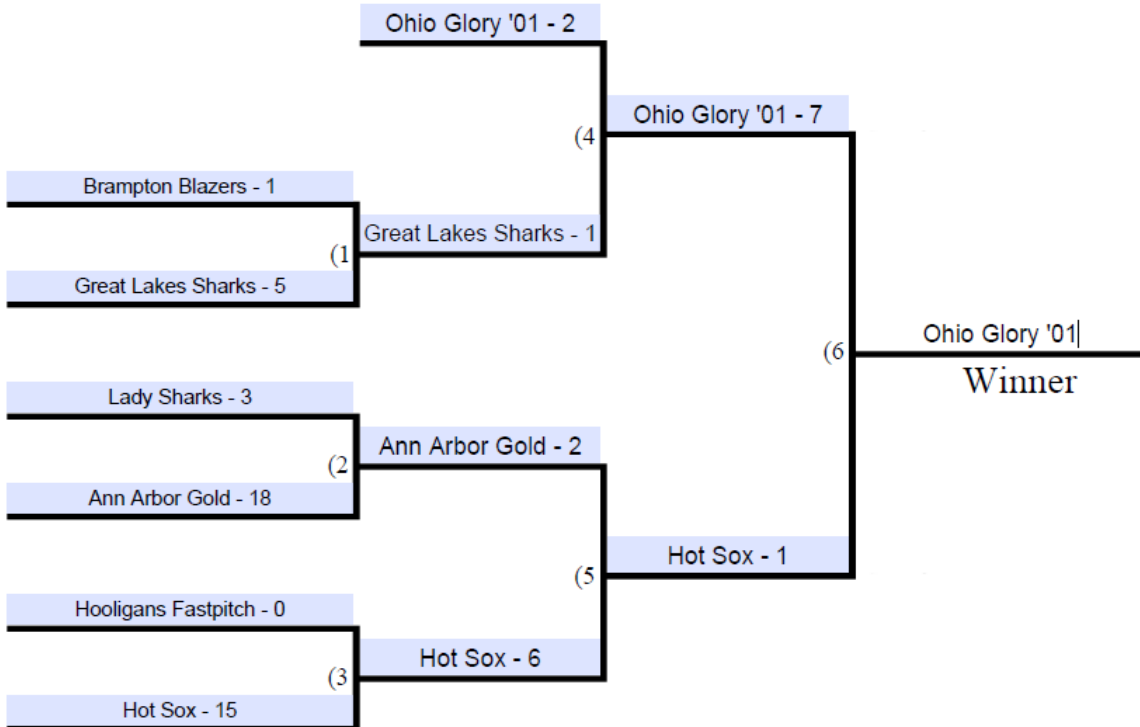 Ohio Glory '01 - 2
(4
Ohio Glory '01 - 7
Brampton Blazers - 1
(1
Great Lakes Sharks - 1
Great Lakes Sharks - 5
(6
Ohio Glory '01
Winner
Lady Sharks - 3
(2
Ann Arbor Gold - 2
Ann Arbor Gold - 18
(5
Hot Sox - 1
Hooligans Fastpitch - 0
(3
Hot Sox - 6
Hot Sox - 15